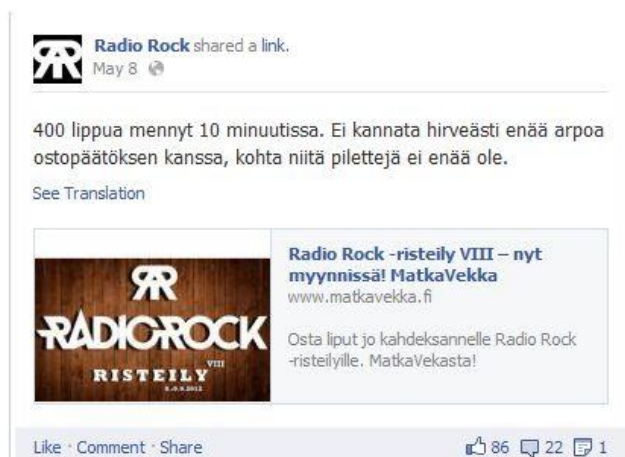 Radio Rock shared a link.
May 8
400 lippua mennyt 10 minuutissa. Ei kannata hirveästi enää arpoa
ostopäätöksen kanssa, kohta niitä pilettejä ei enää ole.
See Translation
RADIO ROCK
VIII
RISTEILY
Radio Rock -risteily VIII – nyt
myynnissä! MatkaVekka
www.matkavekka.fi
Osta liput jo kahdeksannelle Radio Rock
-risteilyille. MatkaVekasta!
Like · Comment · Share
86 22 1